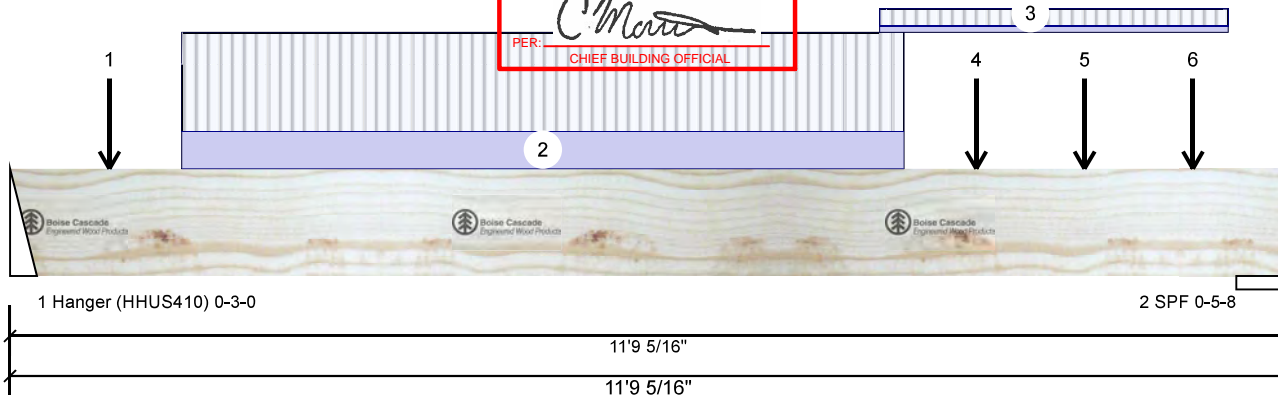 3
PER:
CHIEF BUILDING OFFICIAL
1
4
5
6
2
Boise Cascade
Engineered Wood Products
Boise Cascade
Engineered Wood Products
Boise Cascade
Engineered Wood Products
1 Hanger (HHUS410) 0-3-0
2 SPF 0-5-8
11'9 5/16"
11'9 5/16"